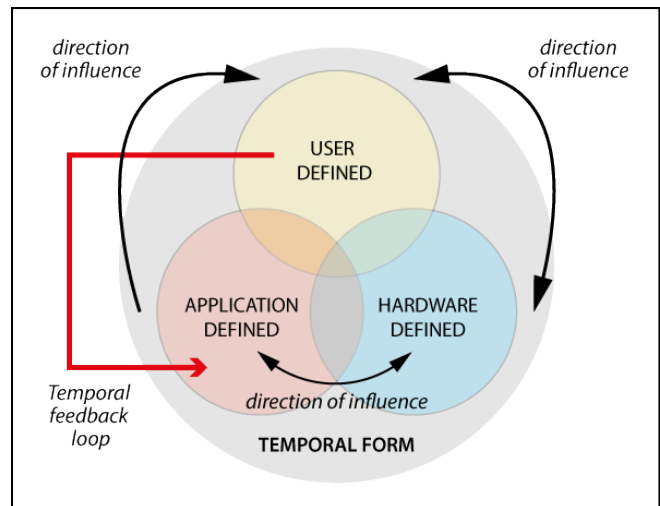 direction
of influence
direction
of influence
USER
DEFINED
APPLICATION
DEFINED
HARDWARE
DEFINED
Temporal
feedback
loop
direction of influence
TEMPORAL FORM